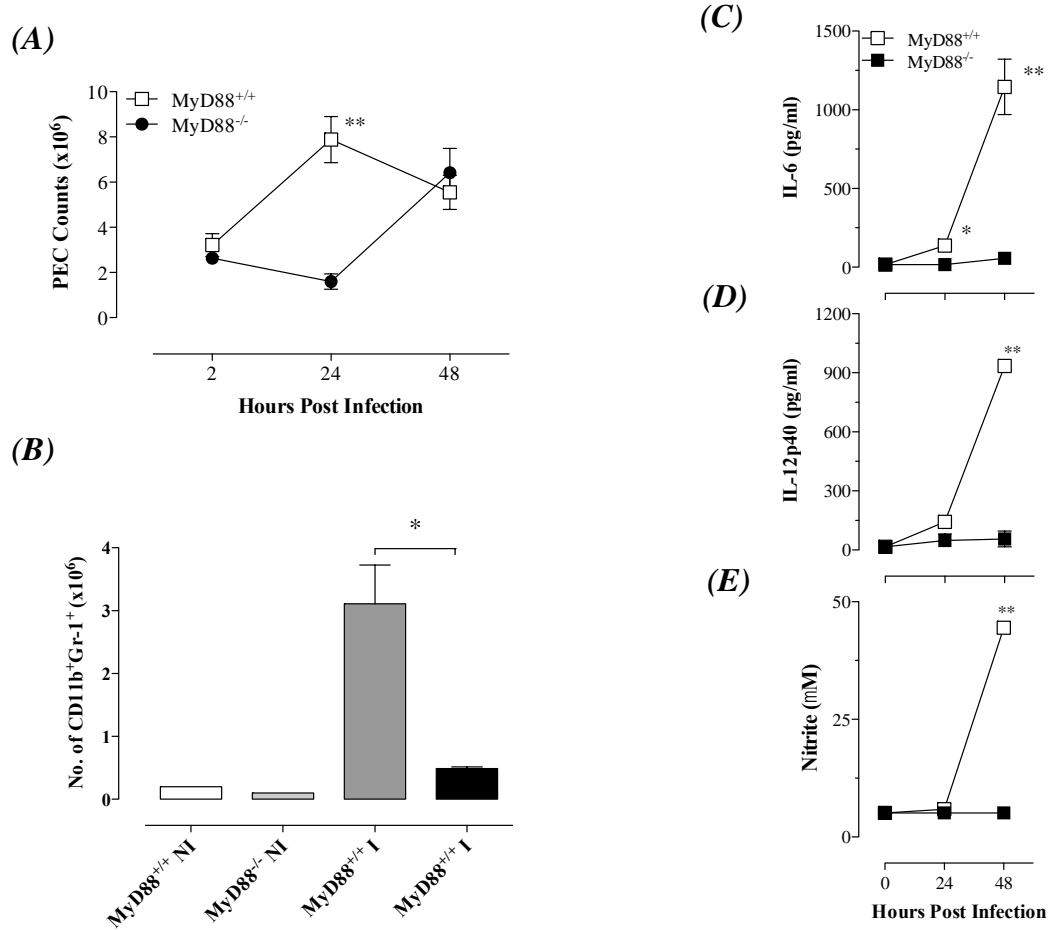 (A)
MyD88+/+
MyD88-/-
**
10
8
6
4
2
0
PEC Counts (x10⁶)
2 24 48
Hours Post Infection
(B)
*
4
3
2
1
0
No. of CD11b⁺Gr-1⁺ (x10⁶)
MyD88+/+ NI
MyD88-/- NI
MyD88+/+ I
MyD88+/+ I
(C)
MyD88+/+
MyD88-/-
1500
1000
500
0
IL-6 (pg/ml)
**
*
(D)
1200
900
600
300
0
IL-12p40 (pg/ml)
**
(E)
50
25
0
Nitrite (mM)
**
0 24 48
Hours Post Infection